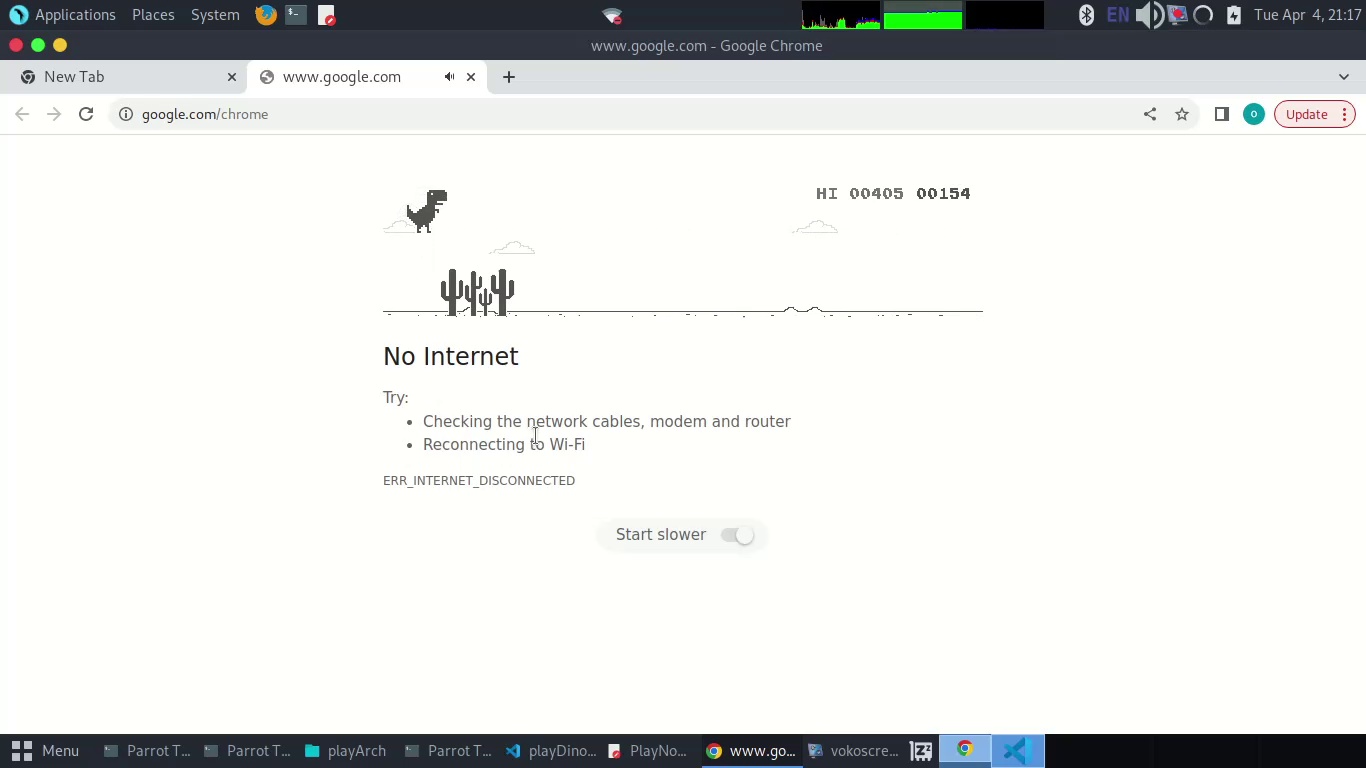 Applications Places System EN Tue Apr  4, 21:17
www.google.com - Google Chrome
New Tab www.google.com
google.com/chrome O Update
HI 00405 00154
No Internet
Try:
• Checking the network cables, modem and router
• Reconnecting to Wi-Fi
ERR_INTERNET_DISCONNECTED
Start slower
Menu Parrot T... Parrot T... playArch Parrot T... playDino... PlayNo... www.go... vokoscre...